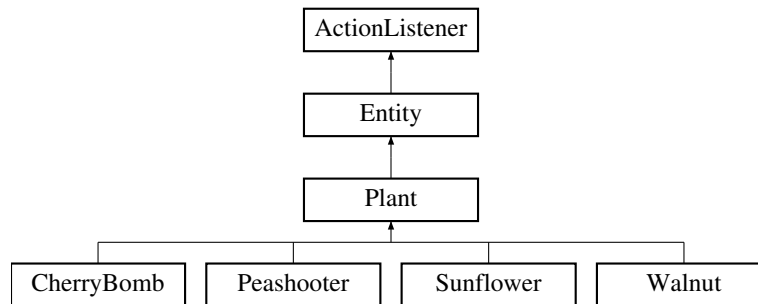 ActionListener
Entity
Plant
CherryBomb Peashooter Sunflower Walnut